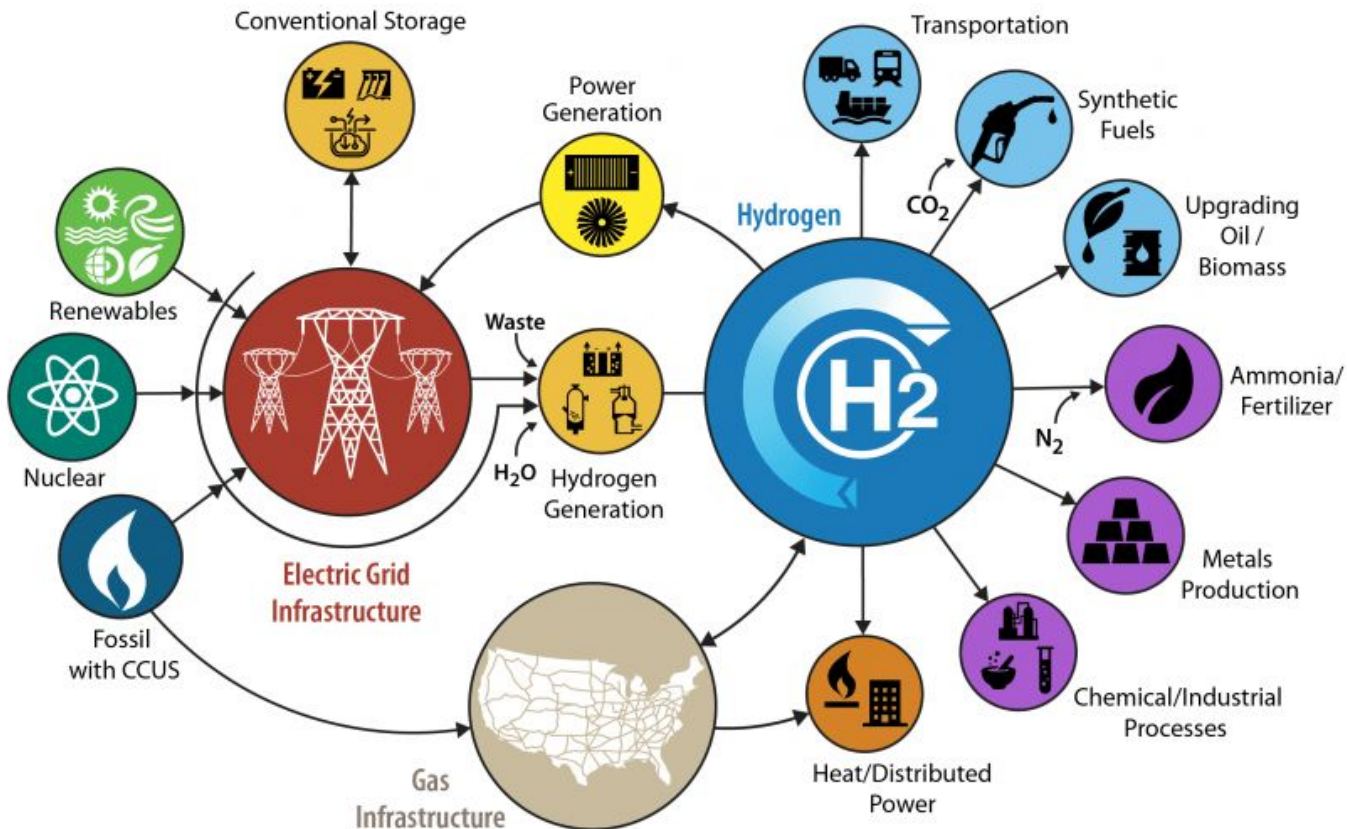 Conventional Storage
Transportation
Power
Generation
Synthetic
Fuels
CO2
Hydrogen
Upgrading
Oil /
Biomass
Renewables
Waste
H2
Ammonia/
Fertilizer
N2
Nuclear
H2O
Hydrogen
Generation
Electric Grid
Infrastructure
Metals
Production
Fossil
with CCUS
Chemical/Industrial
Processes
Gas
Infrastructure
Heat/Distributed
Power